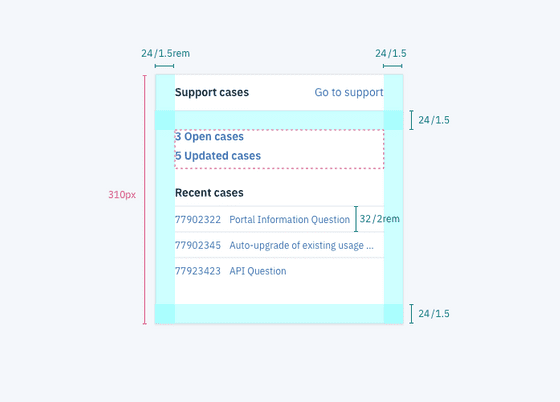 24/1.5rem
24/1.5
Support cases
Go to support
24/1.5
3 Open cases
5 Updated cases
310px
Recent cases
77902322 Portal Information Question
32/2rem
77902345 Auto-upgrade of existing usage ...
77923423 API Question
24/1.5